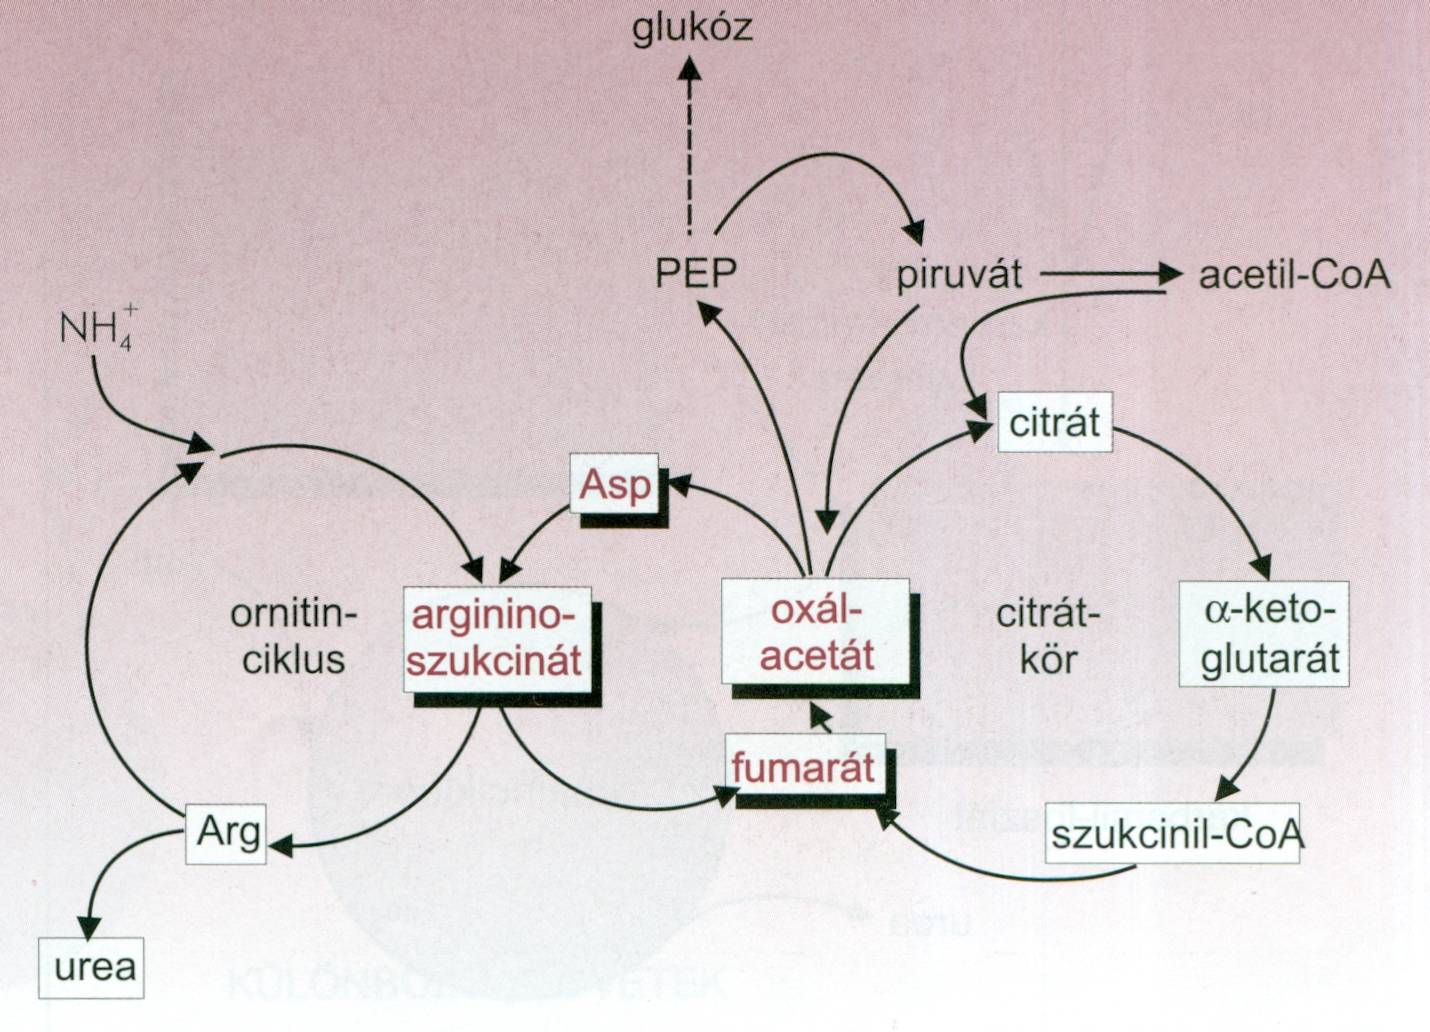 glukóz
PEP
piruvát
acetil-CoA
NH₄⁺
citrát
Asp
ornitin-
ciklus
arginino-
szukcinát
oxál-
acetát
citrát-
kör
α-keto-
glutarát
fumarát
Arg
szukcinil-CoA
urea